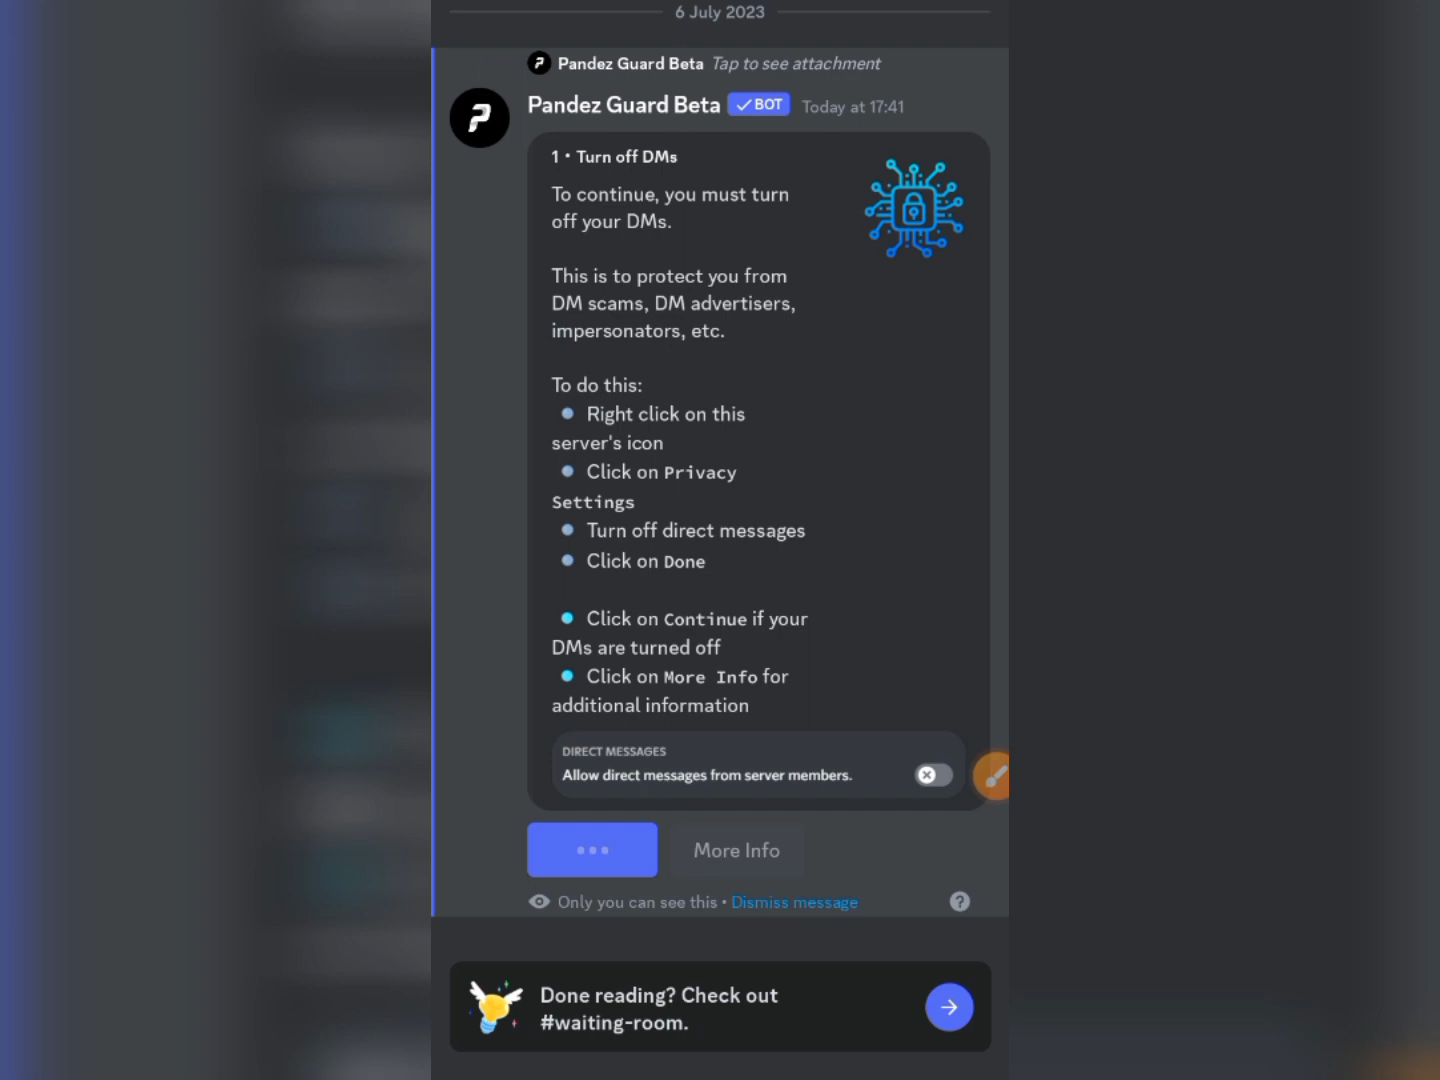 6 July 2023
Pandez Guard Beta Tap to see attachment
Pandez Guard Beta BOT Today at 17:41
1 • Turn off DMs
To continue, you must turn
off your DMs.
This is to protect you from
DM scams, DM advertisers,
impersonators, etc.
To do this:
Right click on this
server's icon
Click on Privacy
Settings
Turn off direct messages
Click on Done
Click on Continue if your
DMs are turned off
Click on More Info for
additional information
DIRECT MESSAGES
Allow direct messages from server members.
More Info
Only you can see this • Dismiss message
Done reading? Check out
#waiting-room.